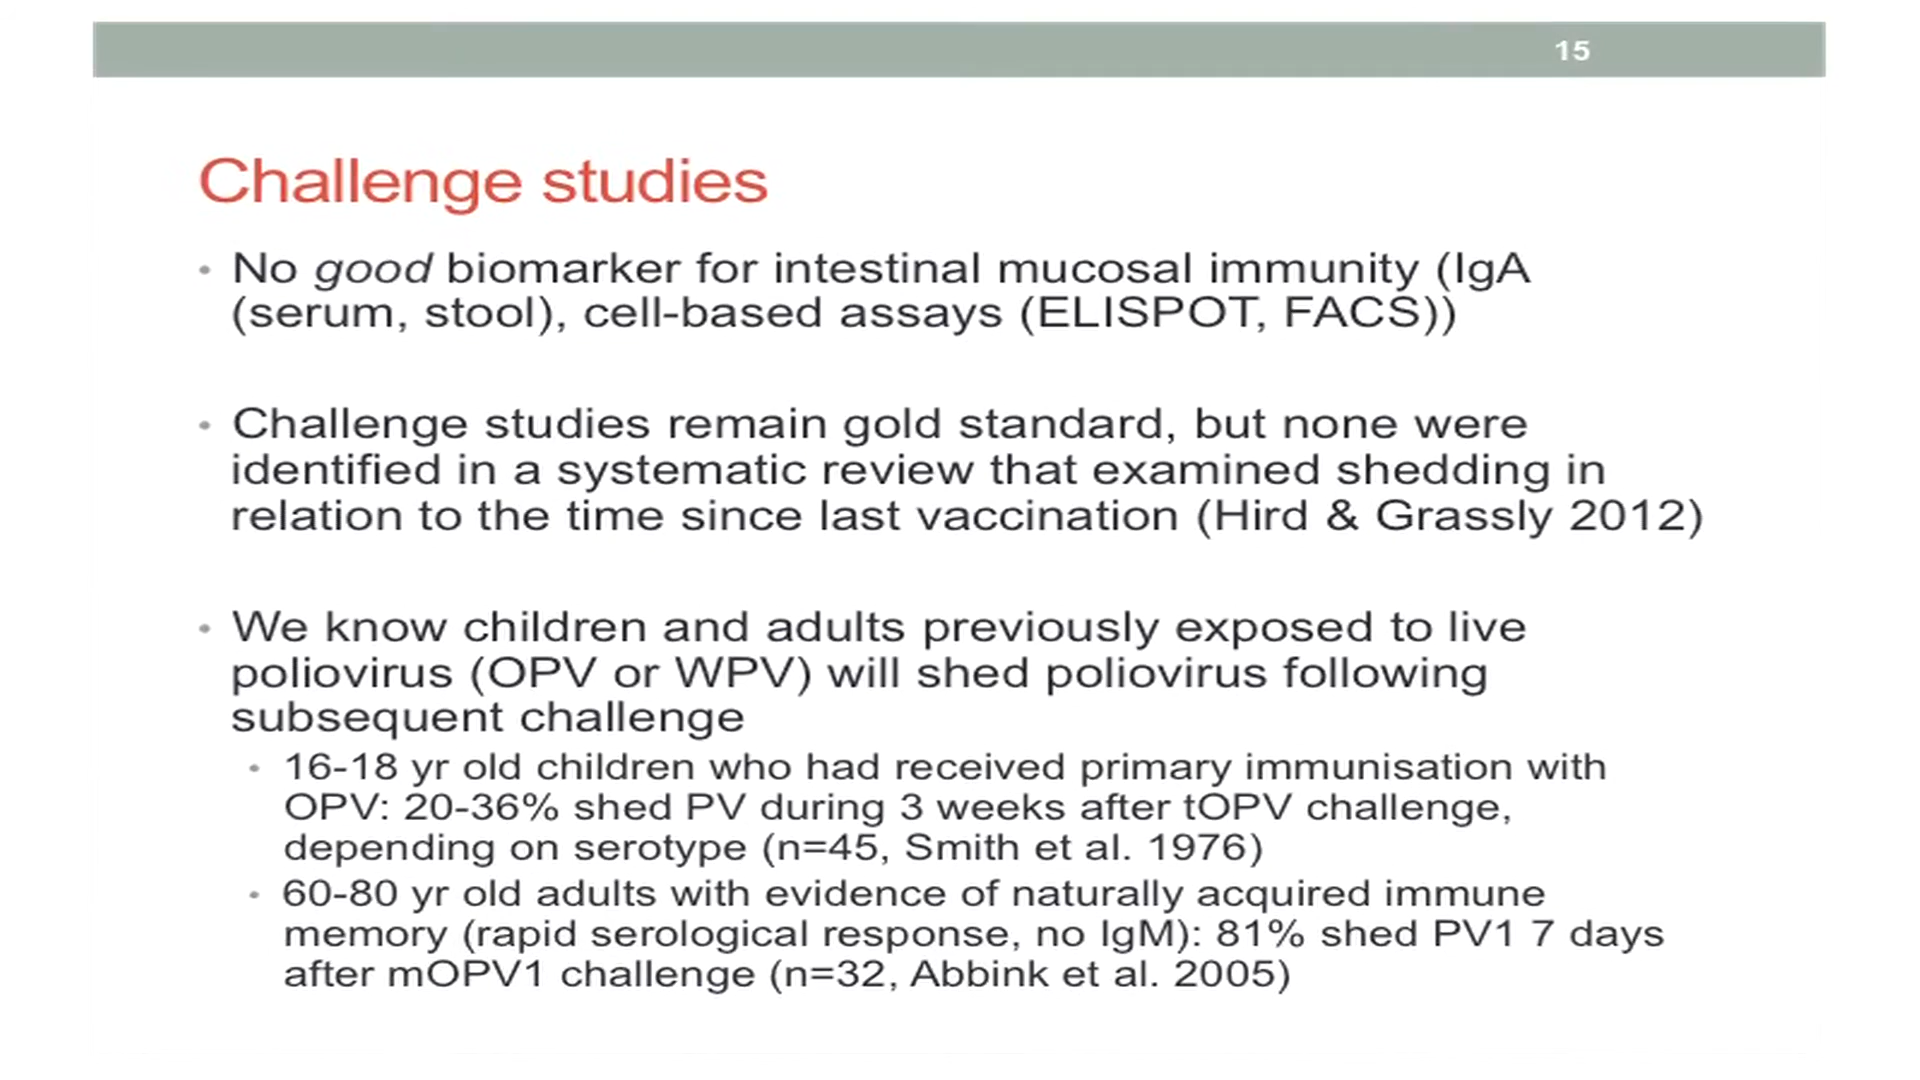 15
Challenge studies
• No good biomarker for intestinal mucosal immunity (IgA
(serum, stool), cell-based assays (ELISPOT, FACS))
• Challenge studies remain gold standard, but none were
identified in a systematic review that examined shedding in
relation to the time since last vaccination (Hird & Grassly 2012)
• We know children and adults previously exposed to live
poliovirus (OPV or WPV) will shed poliovirus following
subsequent challenge
• 16-18 yr old children who had received primary immunisation with
OPV: 20-36% shed PV during 3 weeks after tOPV challenge,
depending on serotype (n=45, Smith et al. 1976)
• 60-80 yr old adults with evidence of naturally acquired immune
memory (rapid serological response, no IgM): 81% shed PV1 7 days
after mOPV1 challenge (n=32, Abbink et al. 2005)